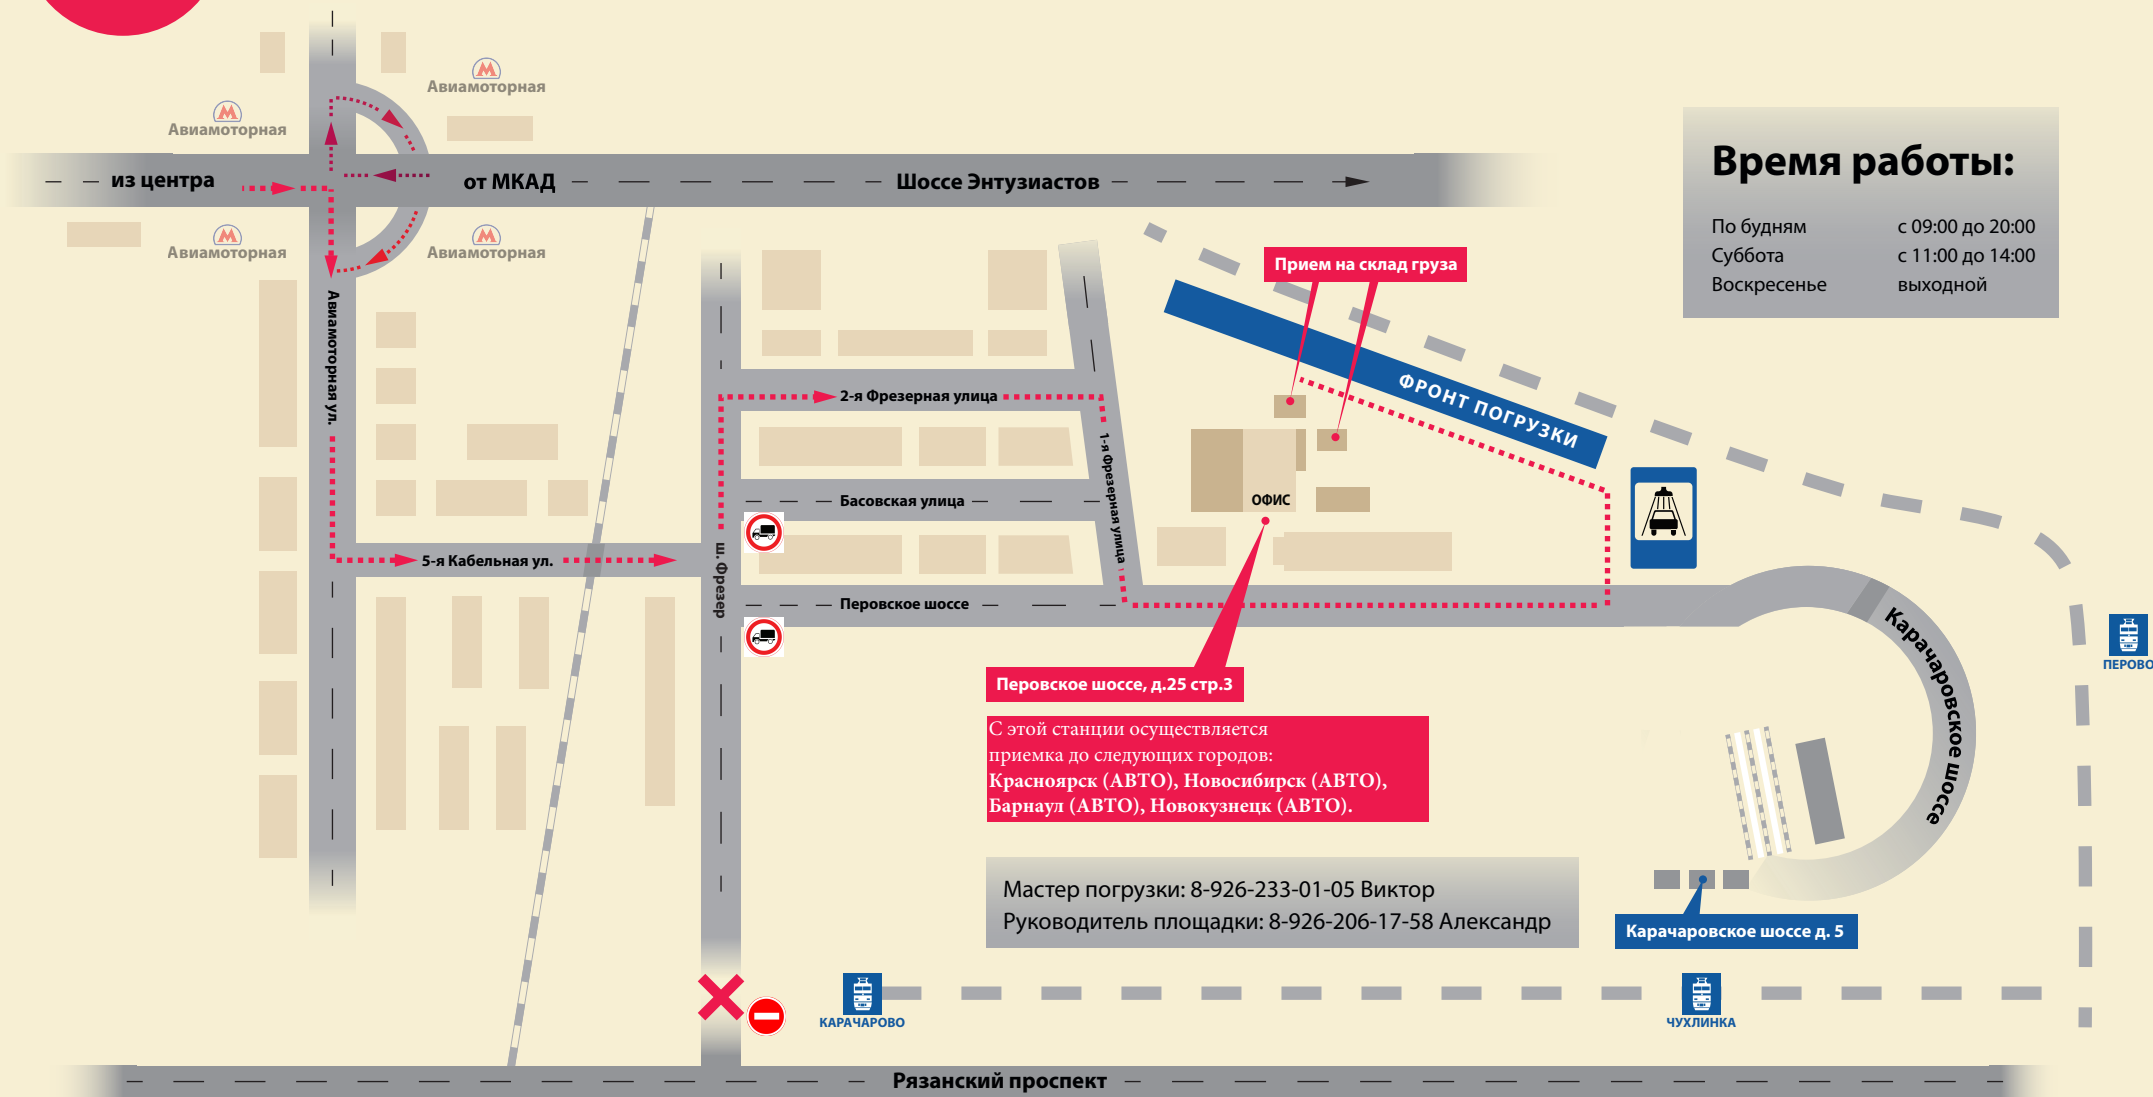 Авиамоторная
Авиамоторная
из центра
от МКАД
Шоссе Энтузиастов
Авиамоторная
Авиамоторная
Время работы:
По будням с 09:00 до 20:00
Суббота с 11:00 до 14:00
Воскресенье выходной
Прием на склад груза
Авиамоторная ул.
ФРОНТ ПОГРУЗКИ
2-я Фрезерная улица
1-я Фрезерная улица
Басовская улица
ОФИС
5-я Кабельная ул.
ш. Фрезер
Перовское шоссе
Карачаровское шоссе
ПЕРОВО
Перовское шоссе, д.25 стр.3
С этой станции осуществляется
приемка до следующих городов:
Красноярск (АВТО), Новосибирск (АВТО),
Барнаул (АВТО), Новокузнецк (АВТО).
Мастер погрузки: 8-926-233-01-05 Виктор
Руководитель площадки: 8-926-206-17-58 Александр
Карачаровское шоссе д. 5
КАРАЧАРОВО
ЧУХЛИНКА
Рязанский проспект